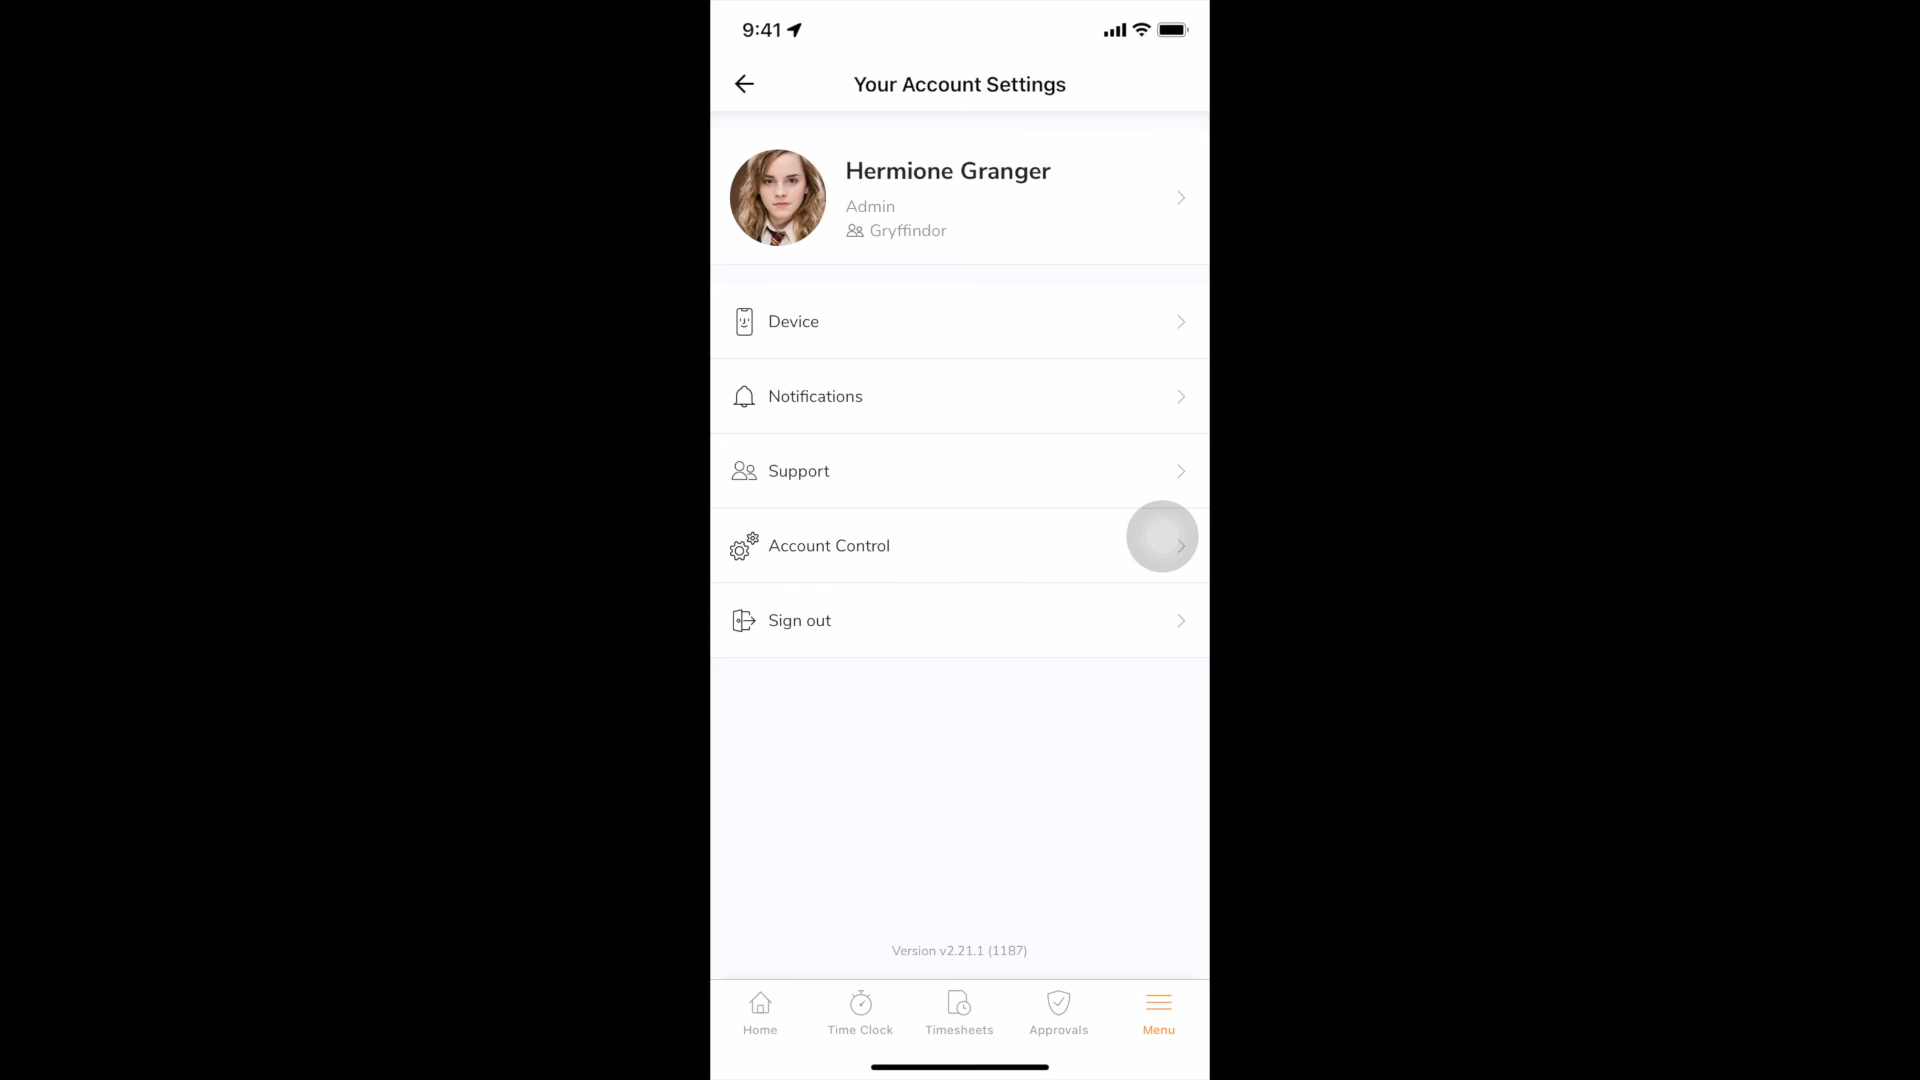 9:41
Your Account Settings
Hermione Granger
Admin
Gryffindor
Device
Notifications
Support
Account Control
Sign out
Version v2.21.1 (1187)
Home
Time Clock
Timesheets
Approvals
Menu